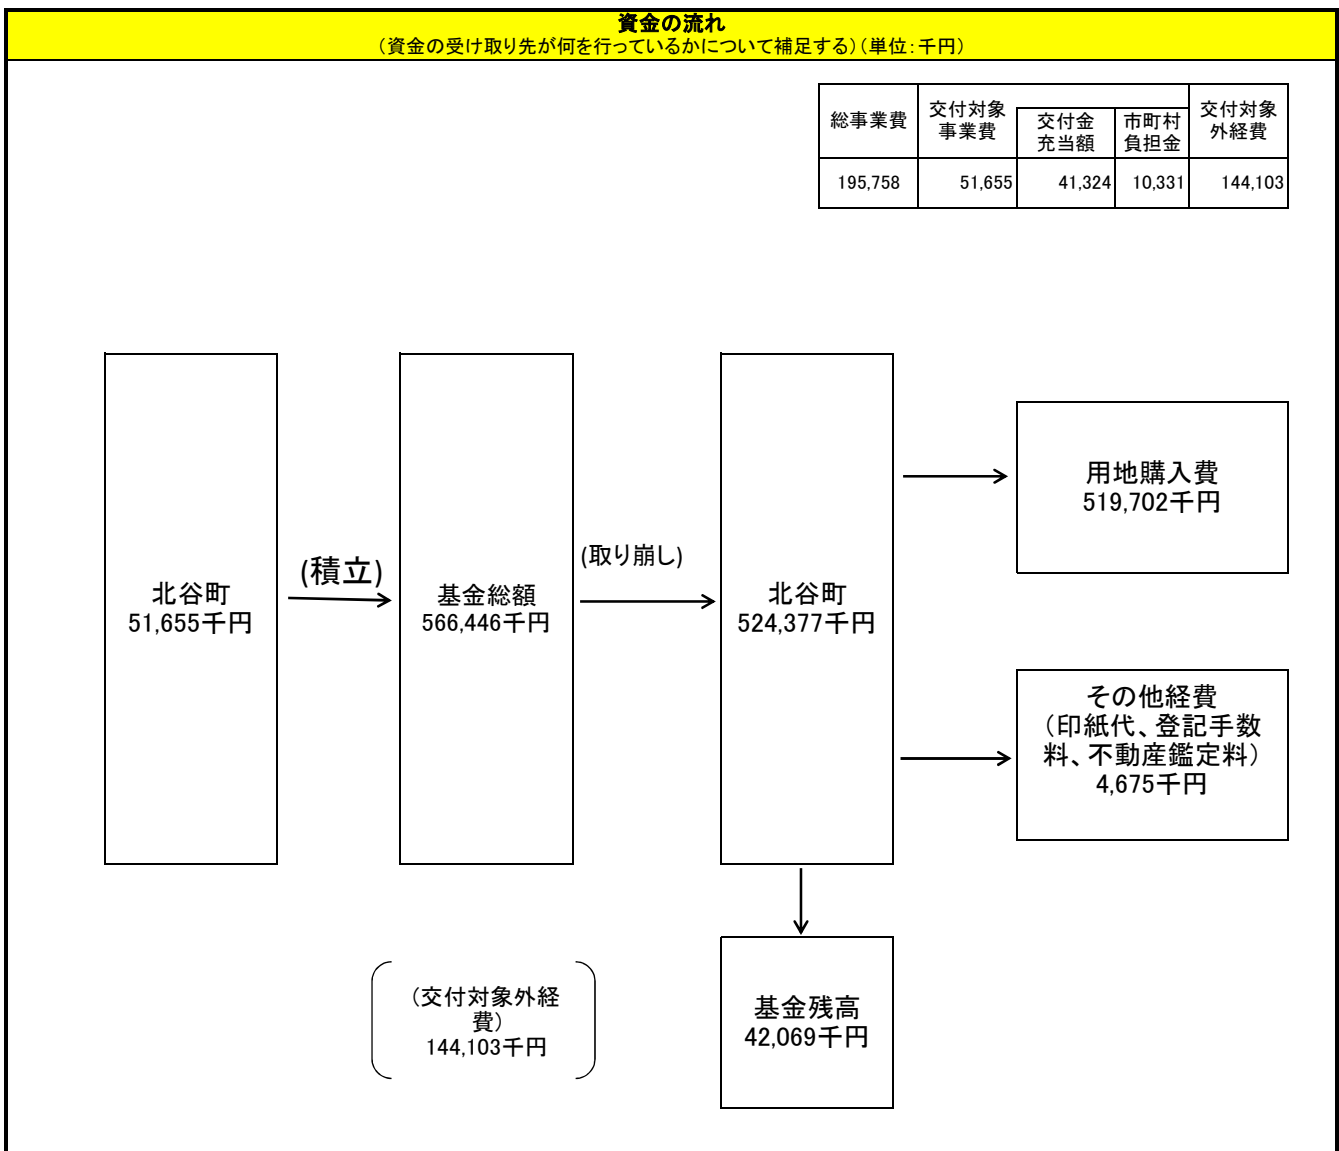 資金の流れ
（資金の受け取り先が何を行っているかについて補足する）（単位：千円）
総事業費
交付対象
事業費
交付金
充当額
市町村
負担金
交付対象
外経費
195,758
51,655
41,324
10,331
144,103
北谷町
51,655千円
(積立)
基金総額
566,446千円
(取り崩し)
北谷町
524,377千円
用地購入費
519,702千円
その他経費
（印紙代、登記手数
料、不動産鑑定料）
4,675千円
（交付対象外経
費）
144,103千円
基金残高
42,069千円